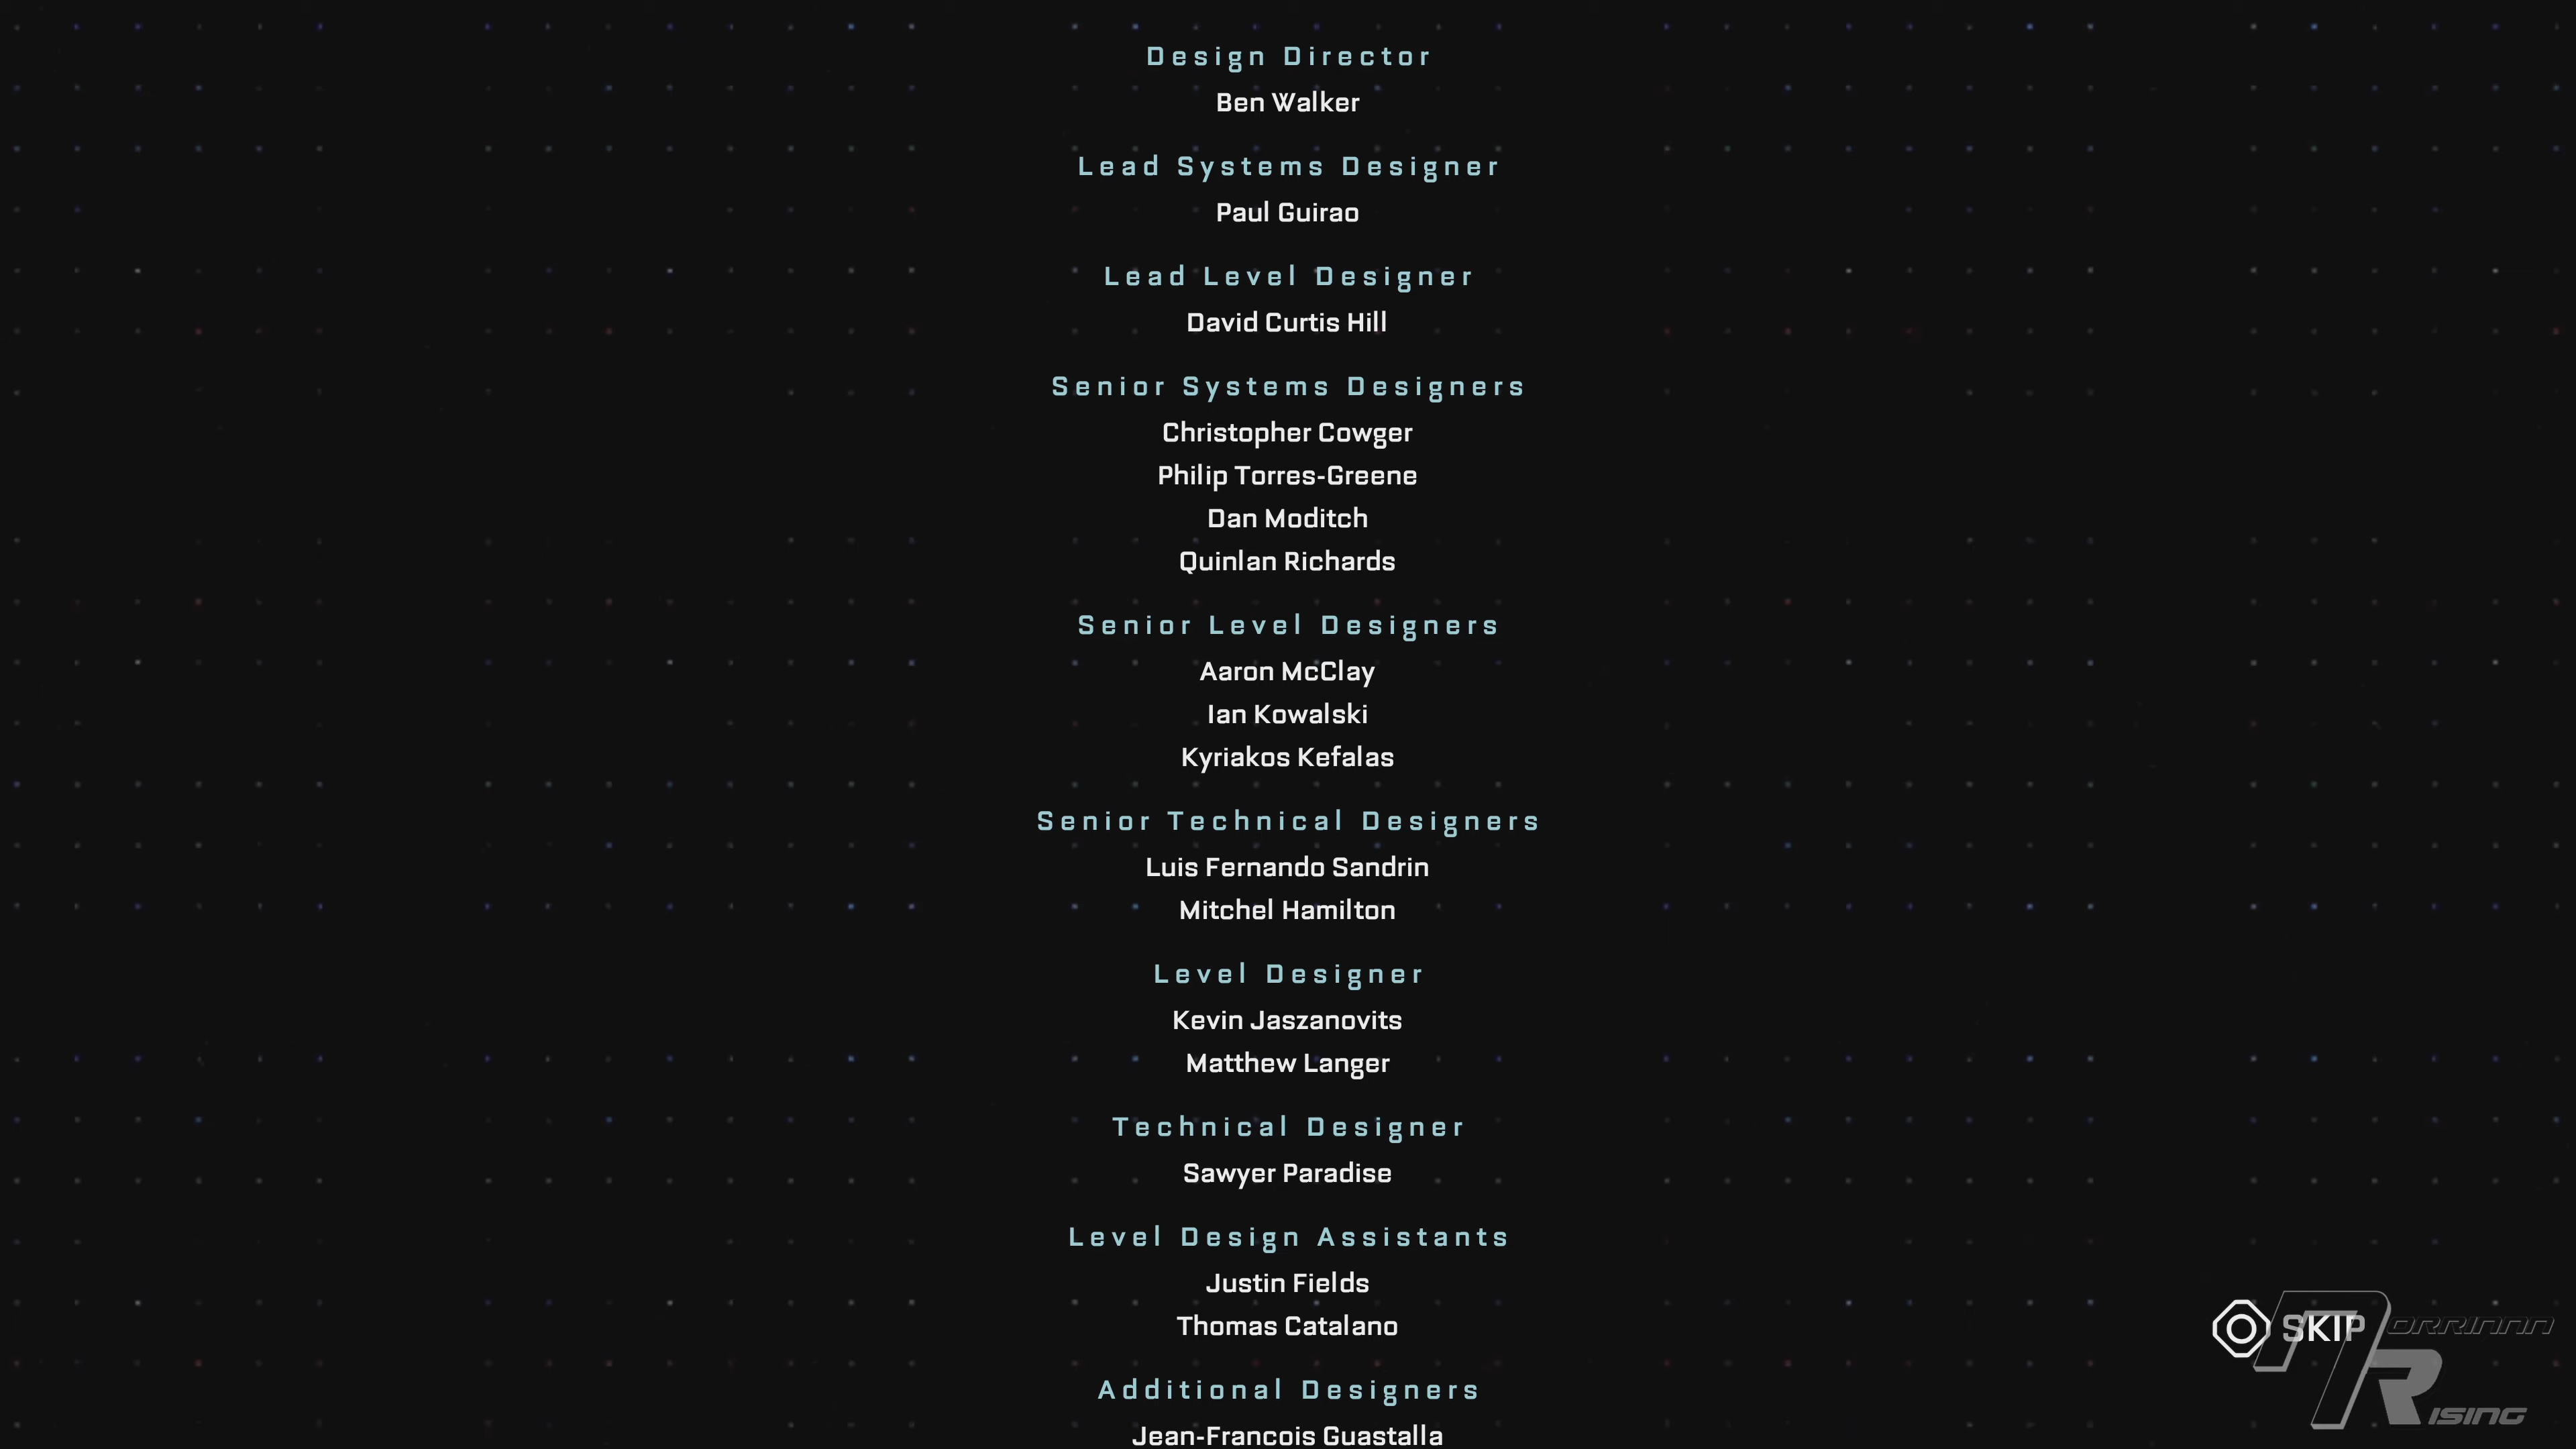 Design Director
Ben Walker
Lead Systems Designer
Paul Guirao
Lead Level Designer
David Curtis Hill
Senior Systems Designers
Christopher Cowger
Philip Torres-Greene
Dan Moditch
Quinlan Richards
Senior Level Designers
Aaron McClay
Ian Kowalski
Kyriakos Kefalas
Senior Technical Designers
Luis Fernando Sandrin
Mitchel Hamilton
Level Designer
Kevin Jaszanovits
Matthew Langer
Technical Designer
Sawyer Paradise
Level Design Assistants
Justin Fields
Thomas Catalano
Additional Designers
Jean-Francois Guastalla
SKIP
Rising